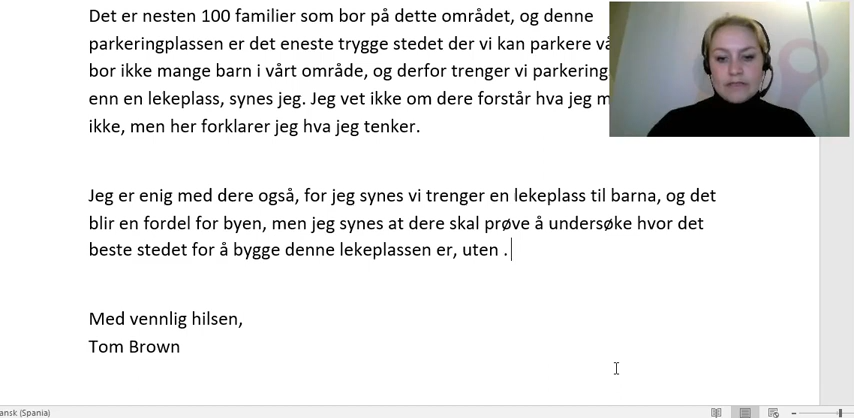 Det er nesten 100 familier som bor på dette området, og denne
parkeringplassen er det eneste trygge stedet der vi kan parkere
bor ikke mange barn i vårt område, og derfor trenger vi parkering
enn en lekeplass, synes jeg. Jeg vet ikke om dere forstår hva jeg
ikke, men her forklarer jeg hva jeg tenker.
Jeg er enig med dere også, for jeg synes vi trenger en lekeplass til barna, og det
blir en fordel for byen, men jeg synes at dere skal prøve å undersøke hvor det
beste stedet for å bygge denne lekeplassen er, uten .
Med vennlig hilsen,
Tom Brown
ansk (Spania)